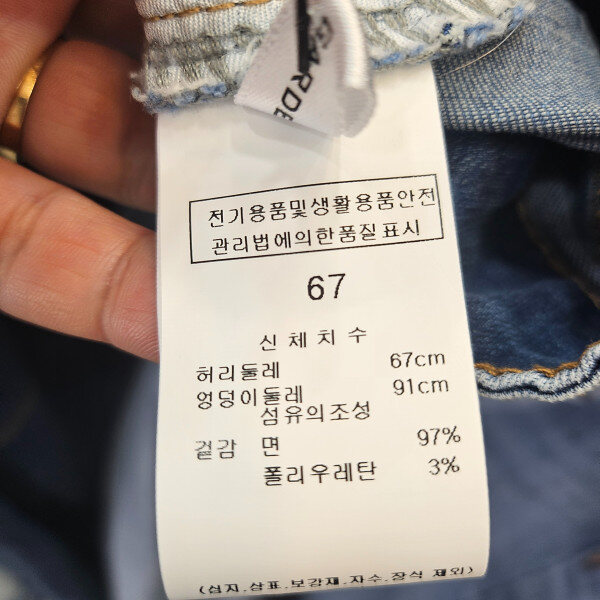 GARDE
전기용품및생활용품안전
관리법에의한품질표시
67
신체치수
허리둘레 67cm
엉덩이둘레 91cm
섬유의조성
겉감 면 97%
폴리우레탄 3%
(심지.상표.보강재.자수.장식 제외)